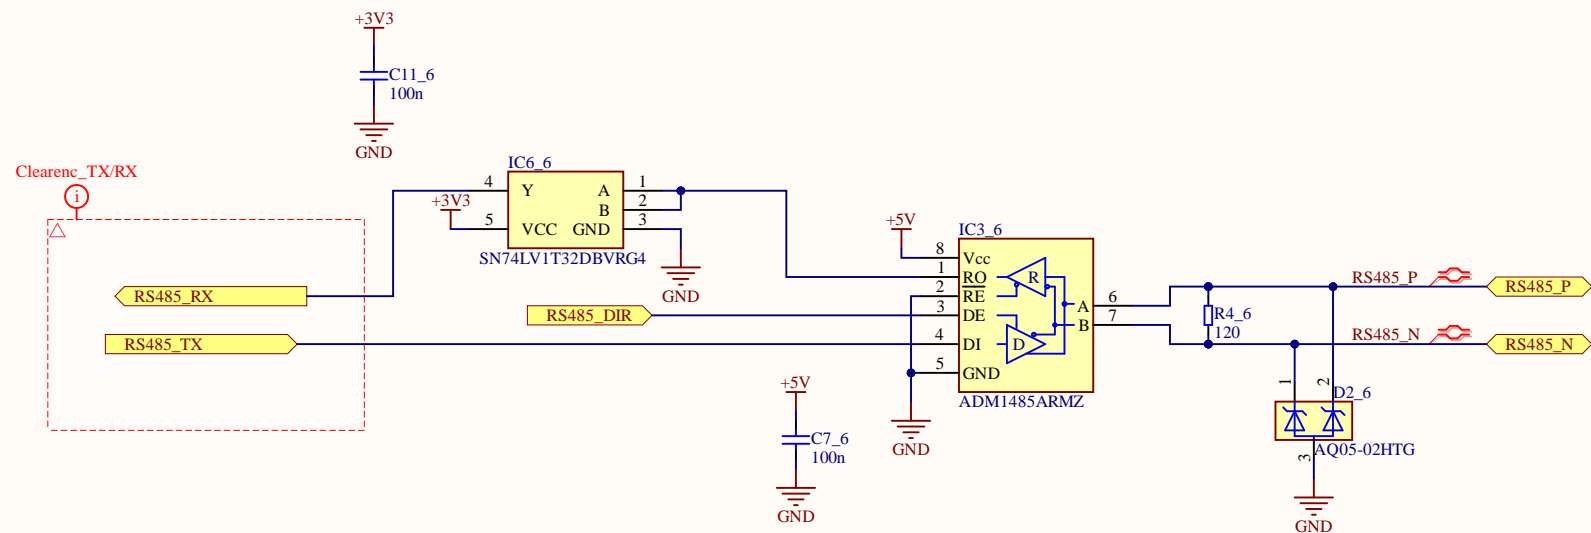 +3V3
C11_6
100n
GND
Clearenc_TX/RX
i
IC6_6
4 Y A 1
B 2
+3V3
5 VCC GND 3
SN74LV1T32DBVRG4
GND
RS485_RX
RS485_TX
RS485_DIR
+5V
IC3_6
8 Vcc
1 RO R
2 RE
3 DE
4 DI D
5 GND
A 6
B 7
ADM1485ARMZ
GND
+5V
C7_6
100n
GND
RS485_P
RS485_P
R4_6
120
RS485_N
RS485_N
1
2
D2_6
AQ05-02HTG
3
GND